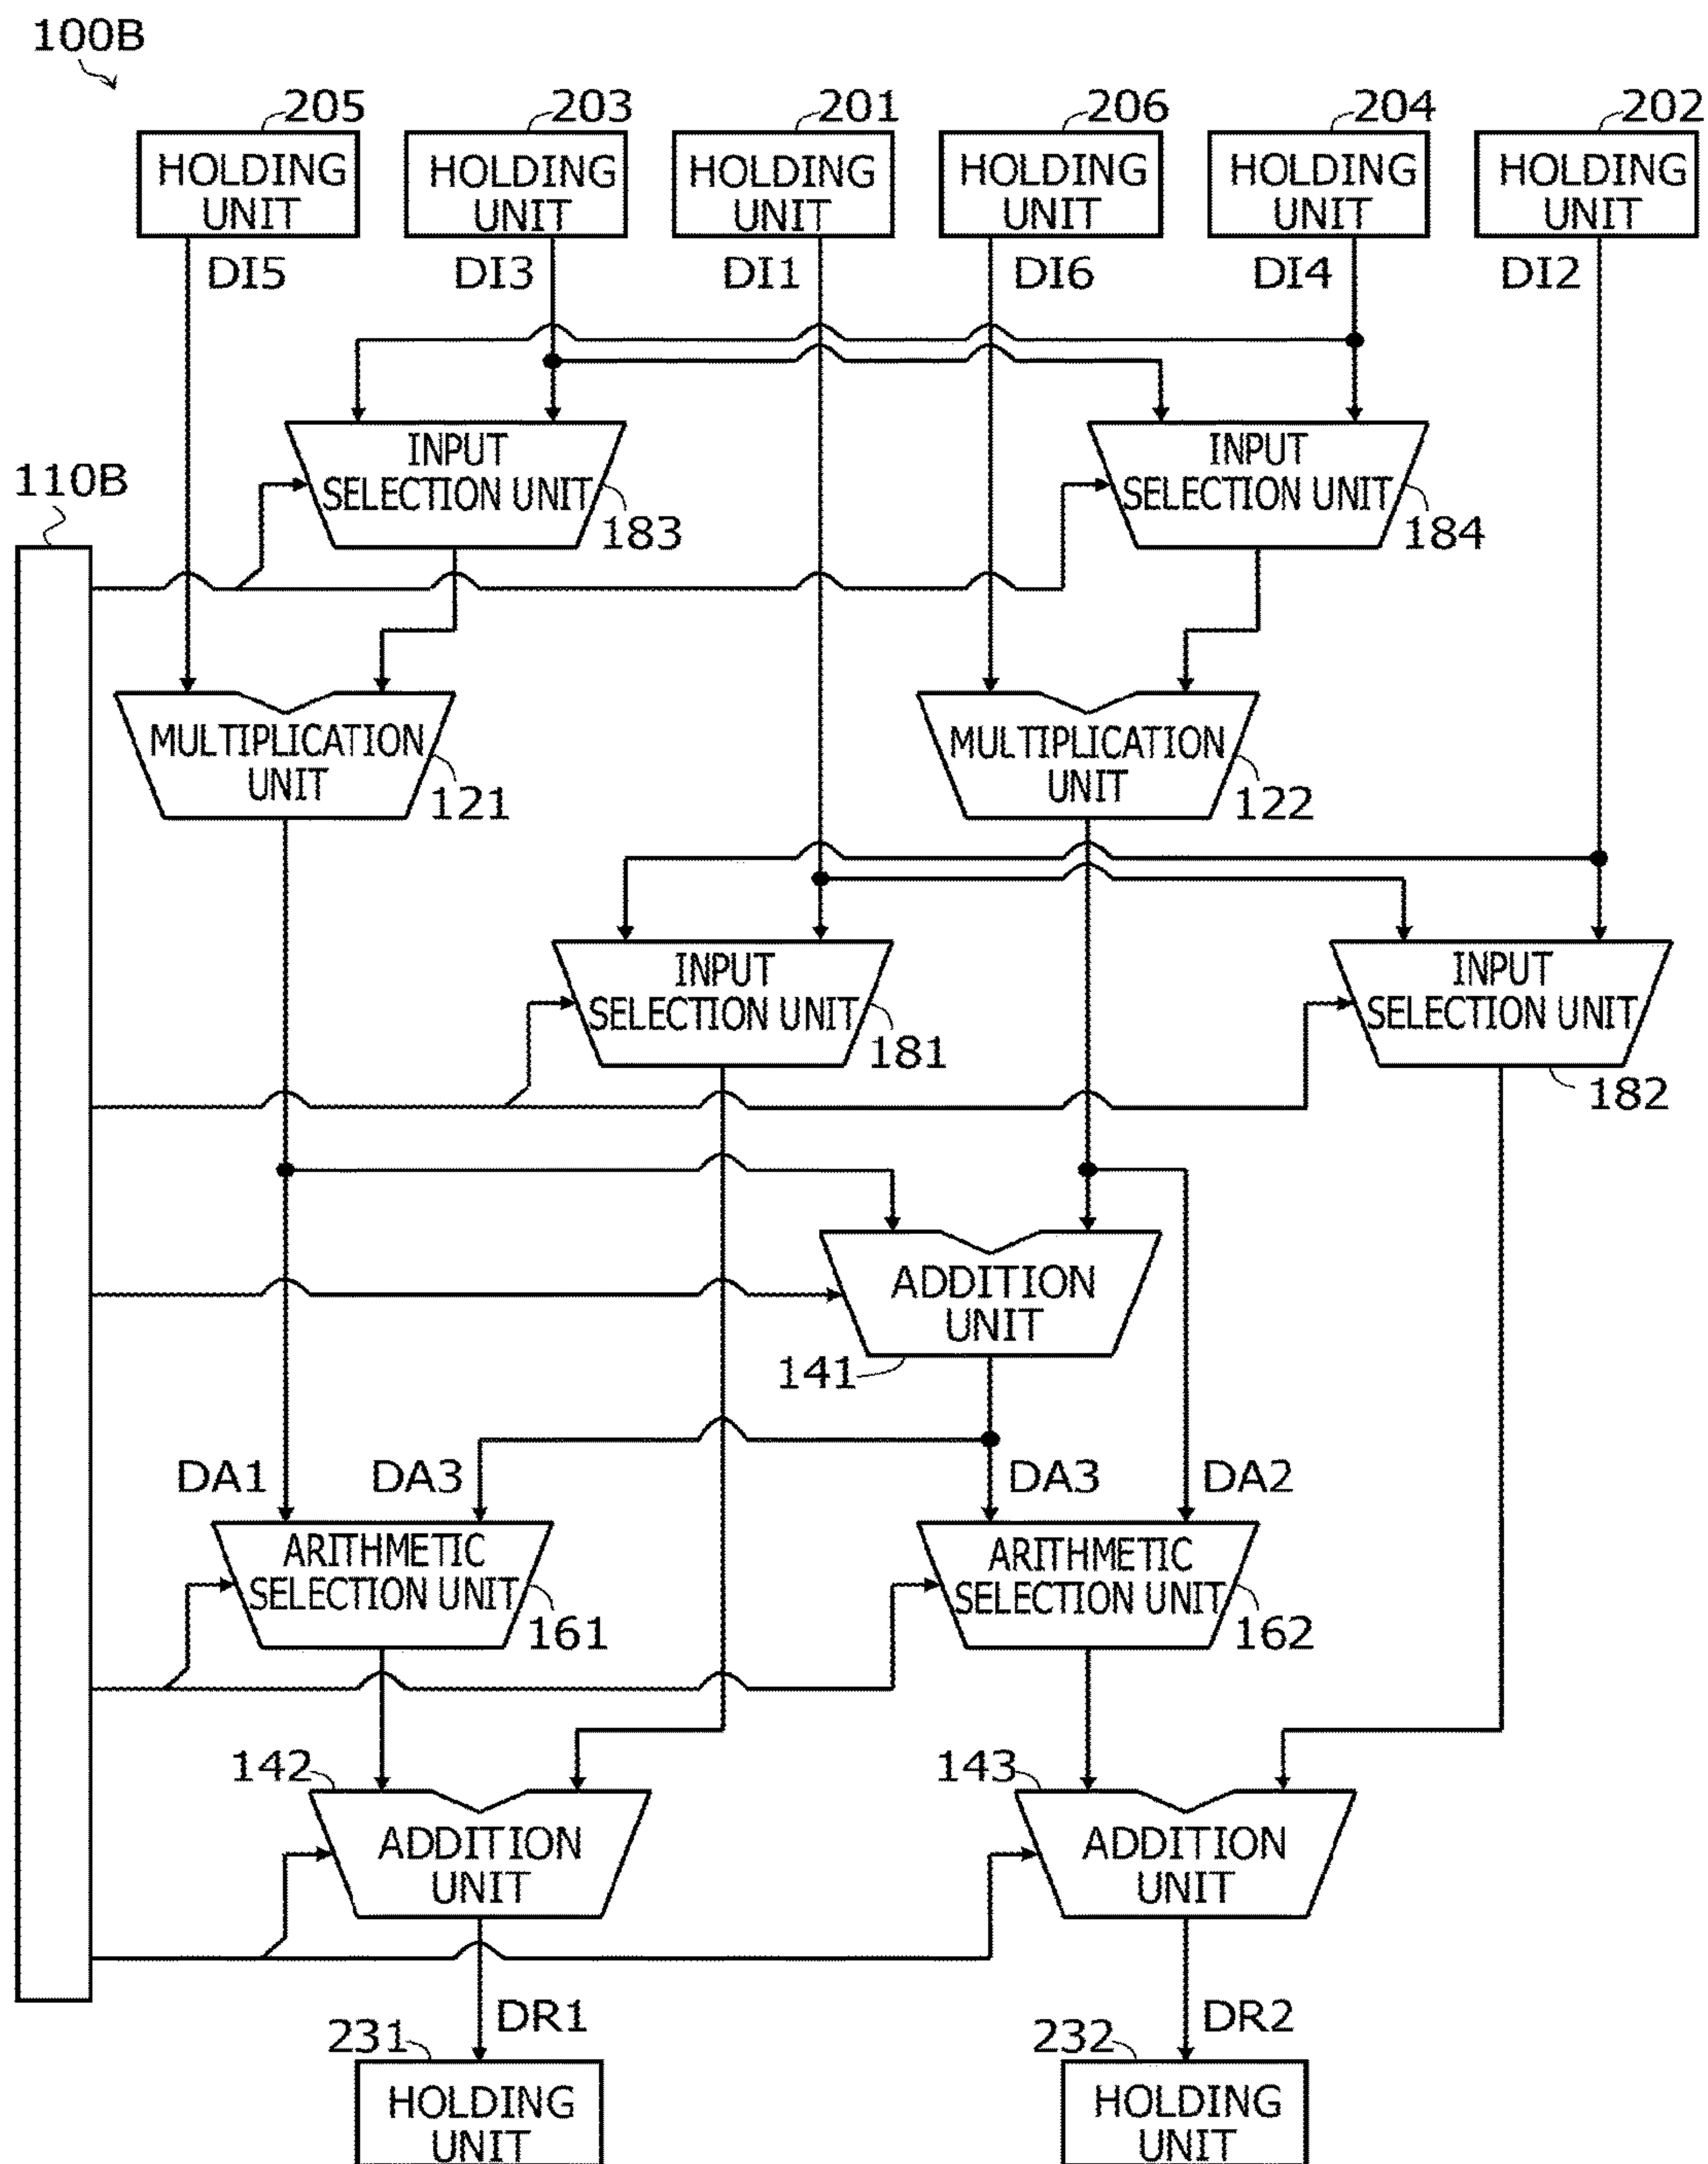 100B
205
203
201
206
204
202
HOLDING
UNIT
HOLDING
UNIT
HOLDING
UNIT
HOLDING
UNIT
HOLDING
UNIT
HOLDING
UNIT
DI5
DI3
DI1
DI6
DI4
DI2
INPUT
SELECTION UNIT
183
INPUT
SELECTION UNIT
184
110B
MULTIPLICATION
UNIT
121
MULTIPLICATION
UNIT
122
INPUT
SELECTION UNIT
181
INPUT
SELECTION UNIT
182
ADDITION
UNIT
141
DA1
DA3
DA3
DA2
ARITHMETIC
SELECTION UNIT
161
ARITHMETIC
SELECTION UNIT
162
142
ADDITION
UNIT
143
ADDITION
UNIT
DR1
DR2
231
HOLDING
UNIT
232
HOLDING
UNIT